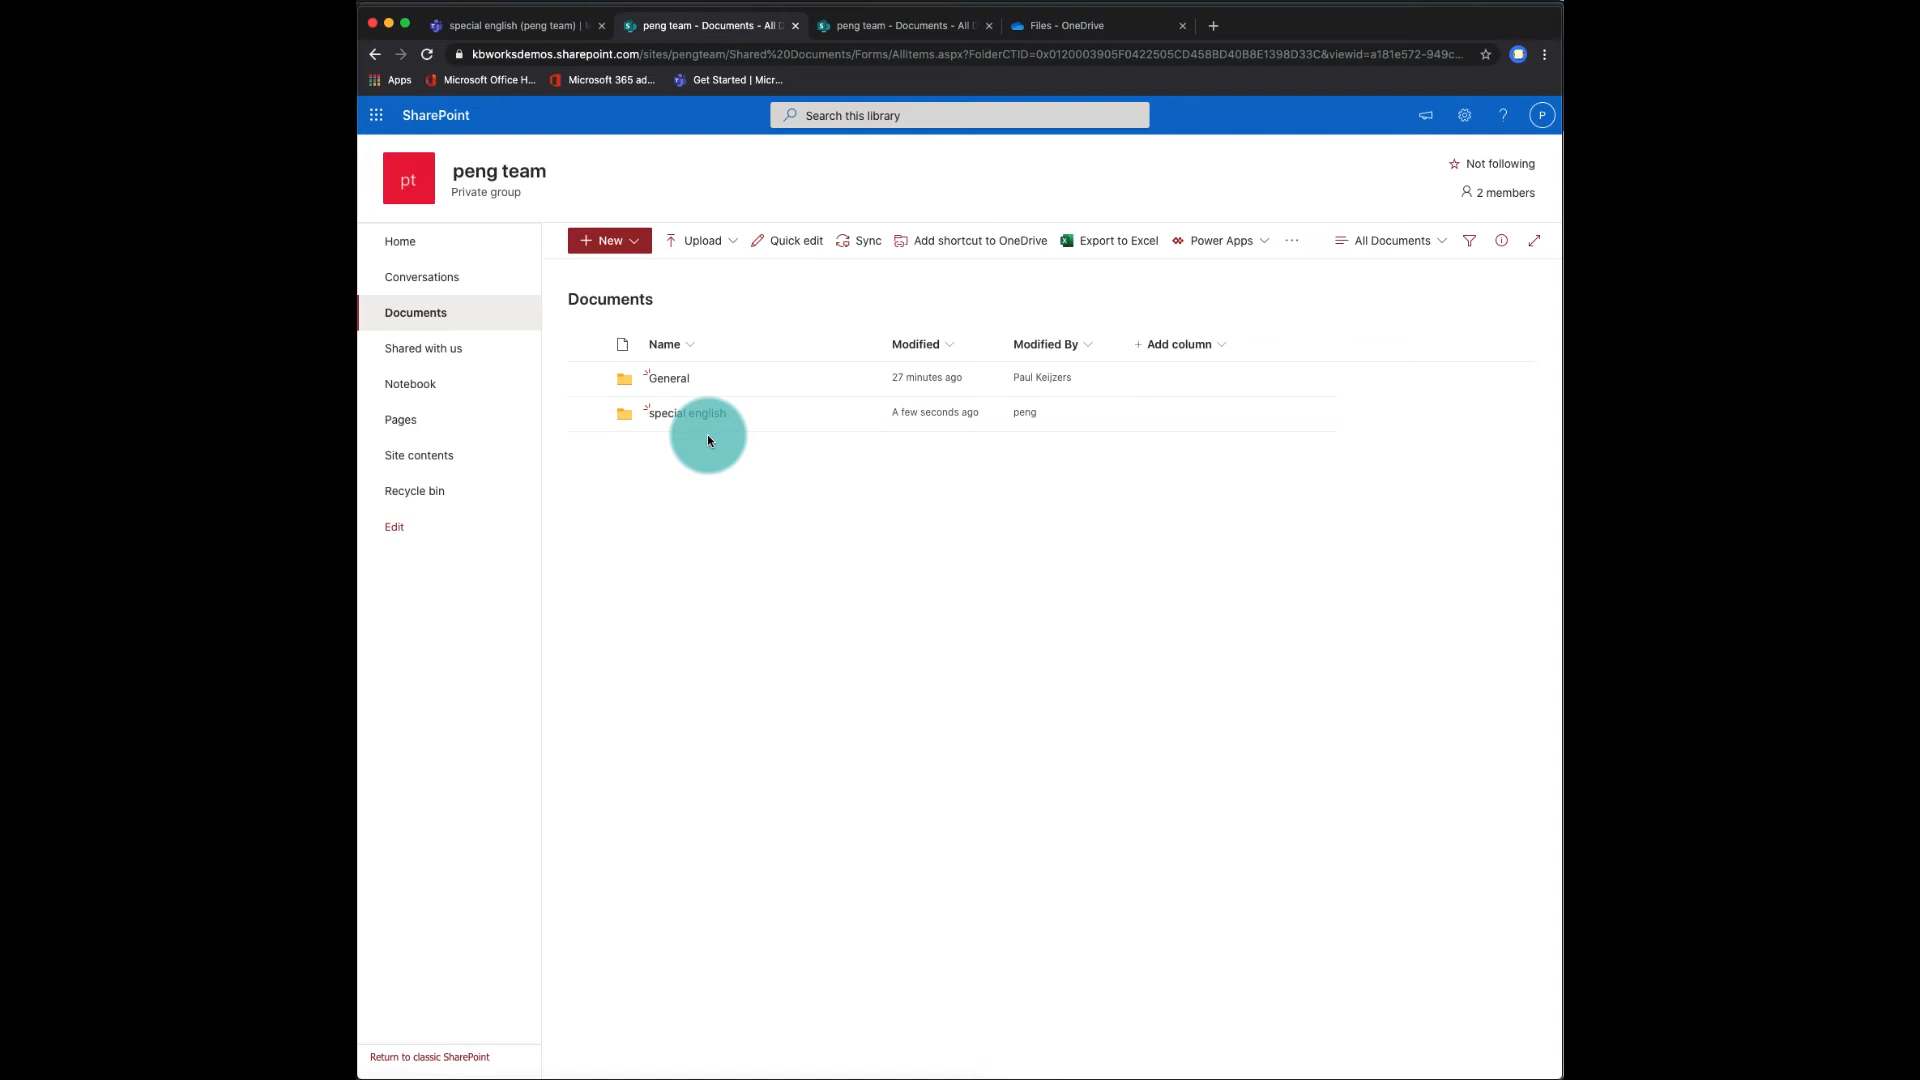 special english (peng team) |
peng team - Documents - All D
peng team - Documents - All D
Files - OneDrive
kbworksdemos.sharepoint.com/sites/pengteam/Shared%20Documents/Forms/AllItems.aspx?FolderCTID=0x0120003905F0422505CD458BD40B8E1398D33C&viewid=a181e572-949c...
Apps
Microsoft Office H...
Microsoft 365 ad...
Get Started | Micr...
SharePoint
Search this library
?
P
pt
peng team
Private group
Not following
2 members
Home
Conversations
Documents
Shared with us
Notebook
Pages
Site contents
Recycle bin
Edit
New
Upload
Quick edit
Sync
Add shortcut to OneDrive
Export to Excel
Power Apps
...
All Documents
Documents
Name
Modified
Modified By
+ Add column
General
27 minutes ago
Paul Keijzers
special english
A few seconds ago
peng
Return to classic SharePoint